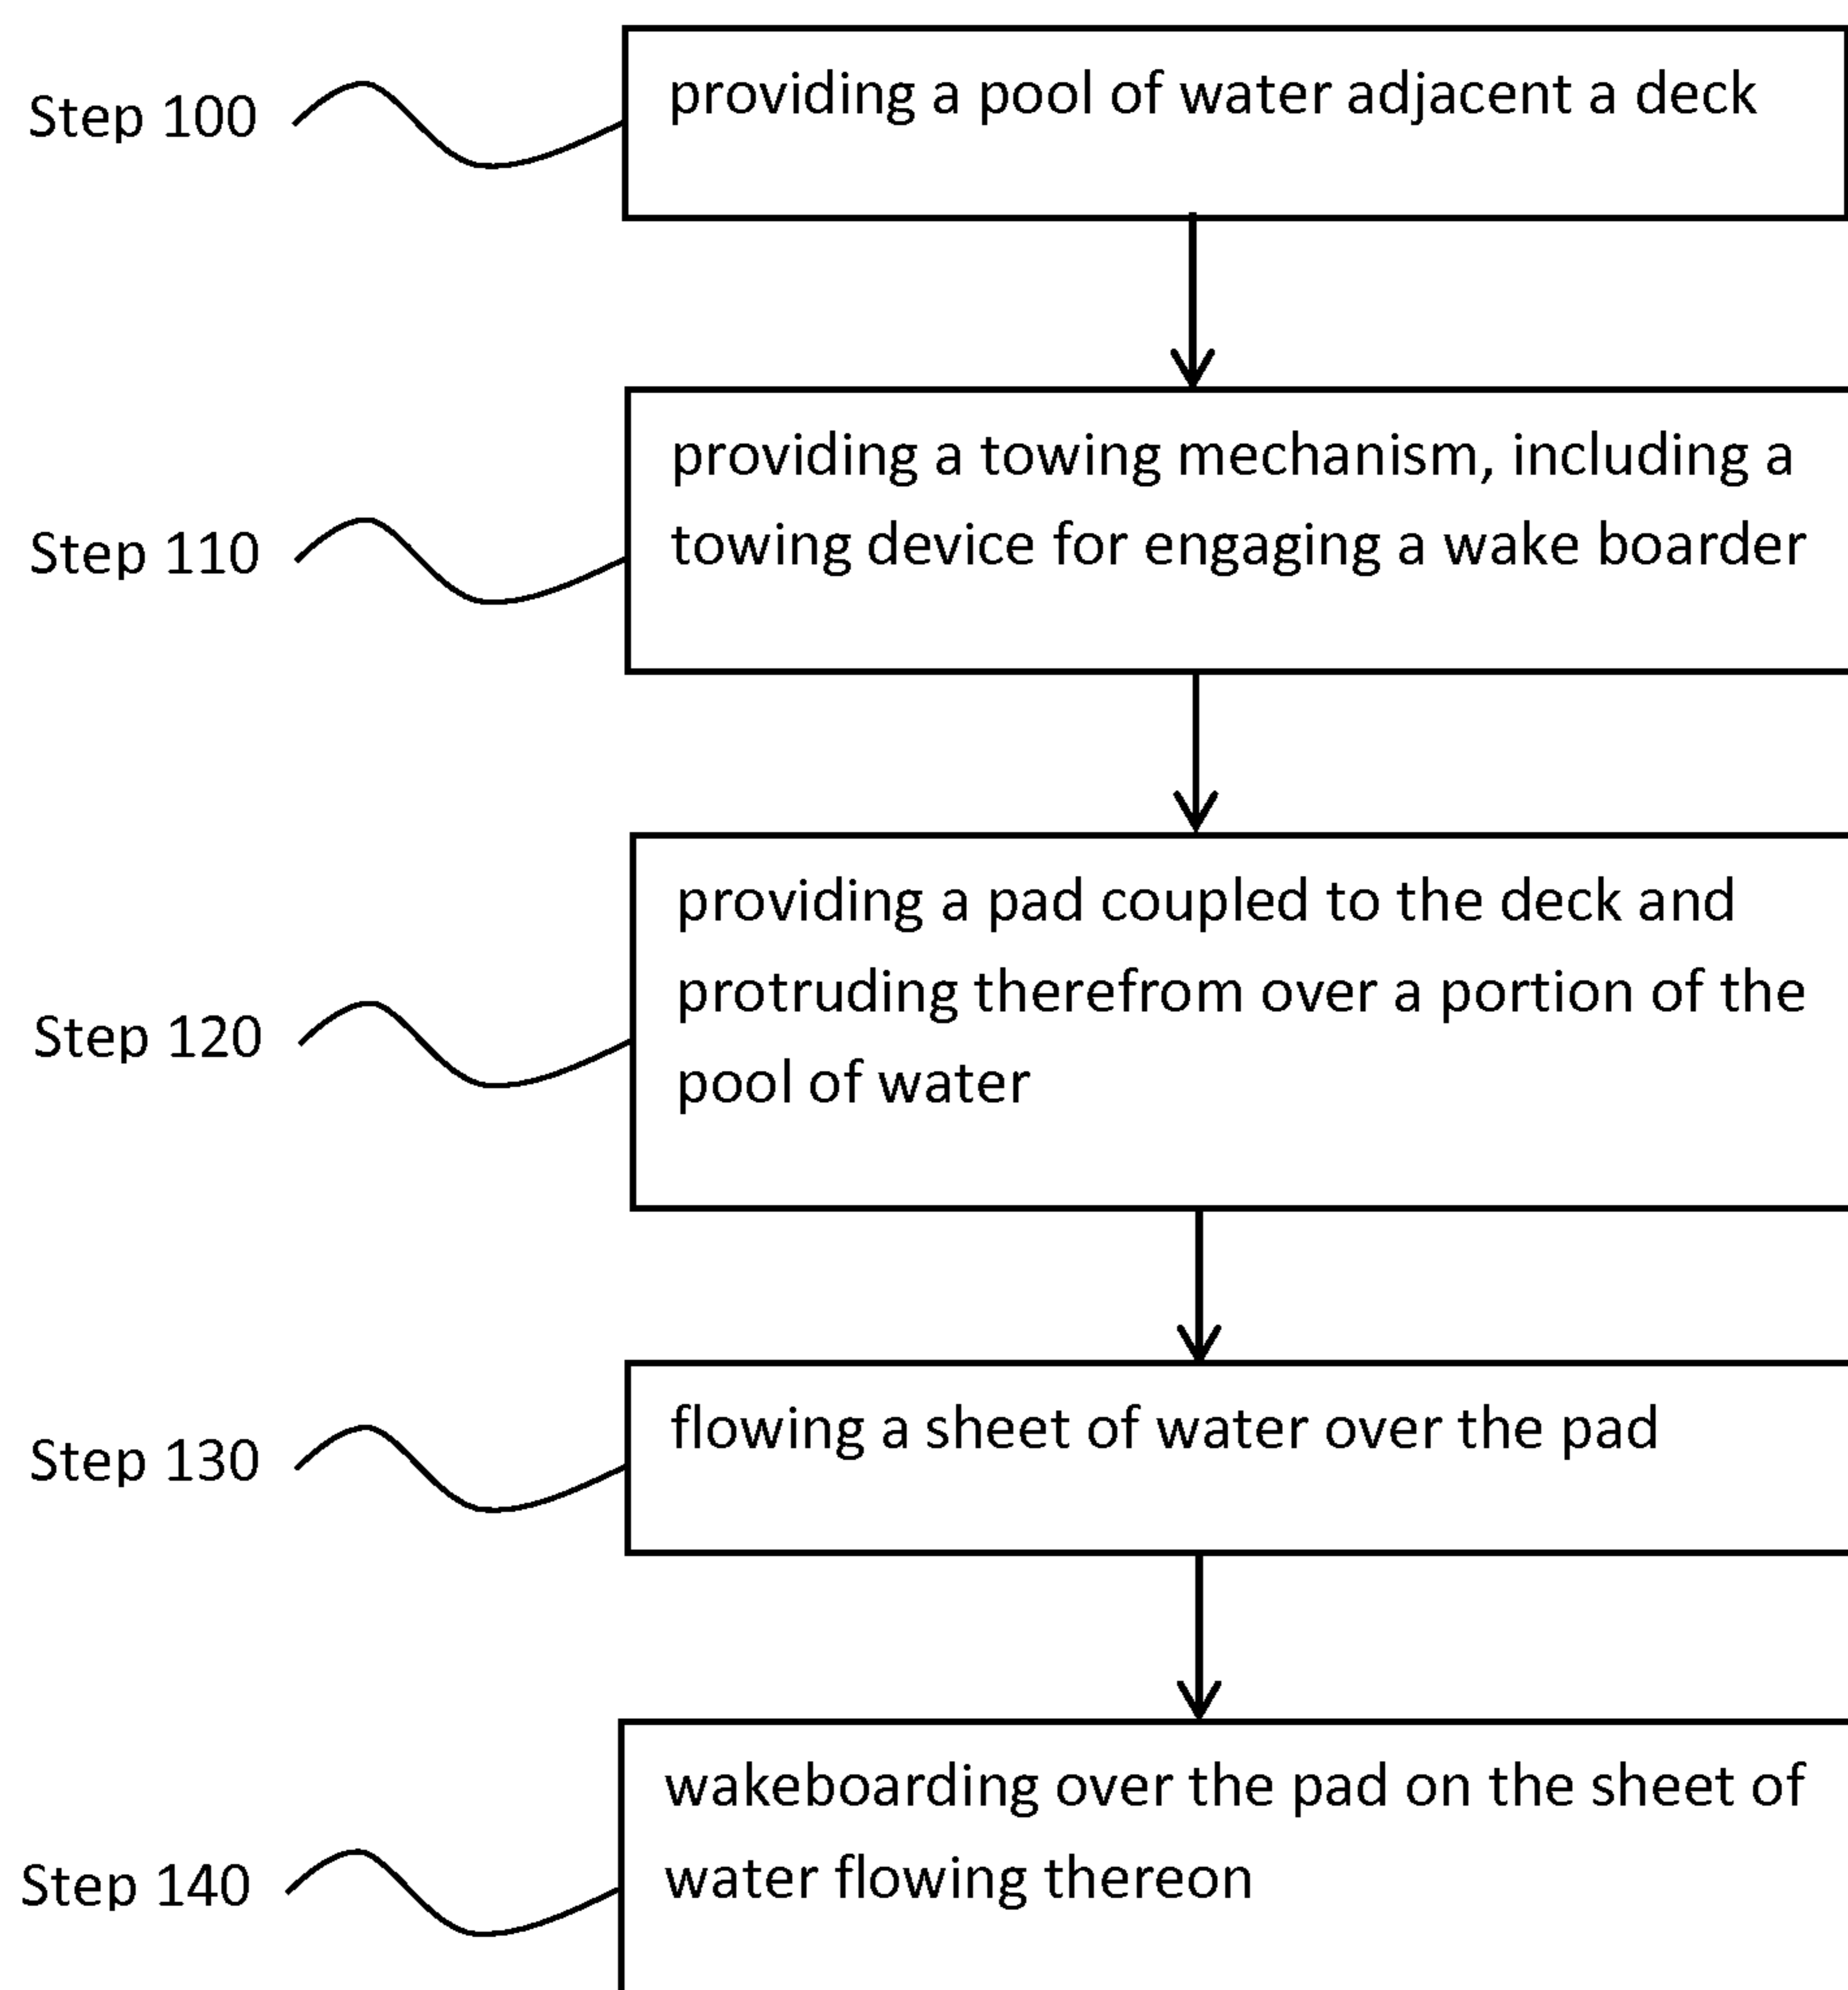 Step 100
providing a pool of water adjacent a deck
Step 110
providing a towing mechanism, including a
towing device for engaging a wake boarder
Step 120
providing a pad coupled to the deck and
protruding therefrom over a portion of the
pool of water
Step 130
flowing a sheet of water over the pad
Step 140
wakeboarding over the pad on the sheet of
water flowing thereon